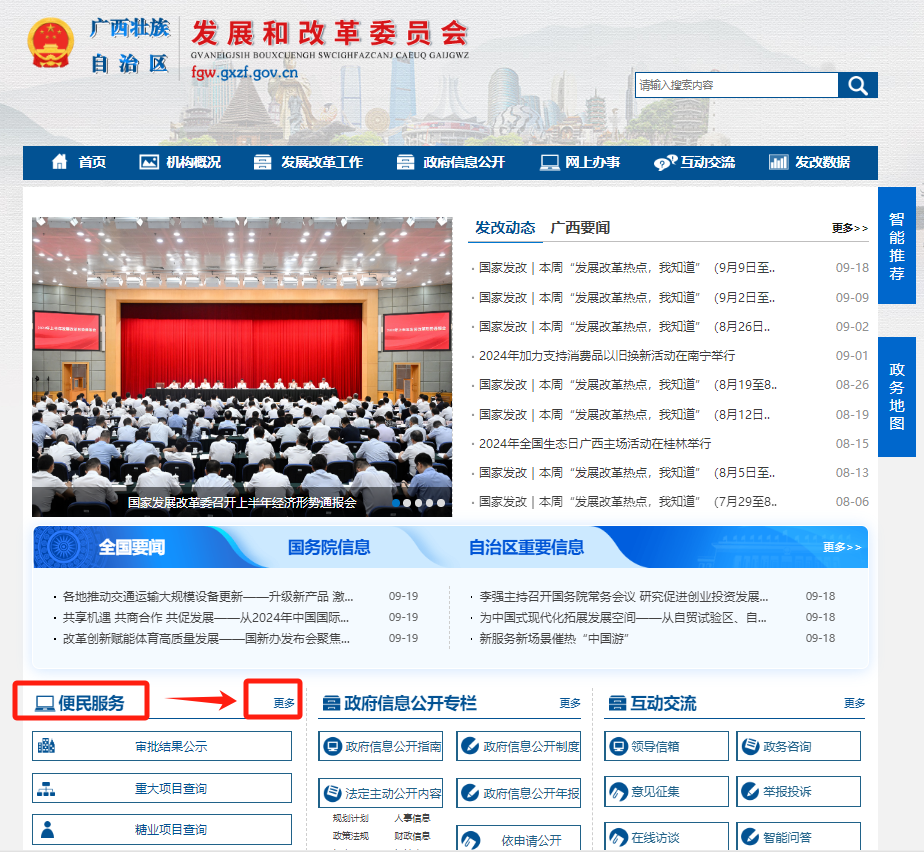 广西壮族
自治区
发展和改革委员会
GVANGJSIH BOUXCUENGH SWCIGIHFAZCANJ CAEUQ GAIJGWZ
fgw.gxzf.gov.cn
请输入搜索内容
首页 机构概况 发展改革工作 政府信息公开 网上办事 互动交流 发改数据
智能推荐
政务地图
国家发展改革委召开上半年经济形势通报会
发改动态 广西要闻 更多>>
· 国家发改 | 本周“发展改革热点，我知道”（9月9日至.. 09-18
· 国家发改 | 本周“发展改革热点，我知道”（9月2日至.. 09-09
· 国家发改 | 本周“发展改革热点，我知道”（8月26日.. 09-02
· 2024年加力支持消费品以旧换新活动在南宁举行 09-01
· 国家发改 | 本周“发展改革热点，我知道”（8月19至8.. 08-26
· 国家发改 | 本周“发展改革热点，我知道”（8月12日.. 08-19
· 2024年全国生态日广西主场活动在桂林举行 08-15
· 国家发改 | 本周“发展改革热点，我知道”（8月5日至.. 08-13
· 国家发改 | 本周“发展改革热点，我知道”（7月29至8.. 08-06
全国要闻 国务院信息 自治区重要信息 更多>>
· 各地推动交通运输大规模设备更新——升级新产品 激... 09-19
· 共享机遇 共商合作 共促发展——从2024年中国国际... 09-19
· 改革创新赋能体育高质量发展——国新办发布会聚焦... 09-19
· 李强主持召开国务院常务会议 研究促进创业投资发展... 09-18
· 为中国式现代化拓展发展空间——从自贸试验区、自... 09-18
· 新服务新场景催热“中国游” 09-18
便民服务 更多
审批结果公示
重大项目查询
糖业项目查询
政府信息公开专栏 更多
政府信息公开指南 政府信息公开制度
法定主动公开内容 政府信息公开年报
规划计划 人事信息
政策法规 财政信息
依申请公开
互动交流 更多
领导信箱 政务咨询
意见征集 举报投诉
在线访谈 智能问答